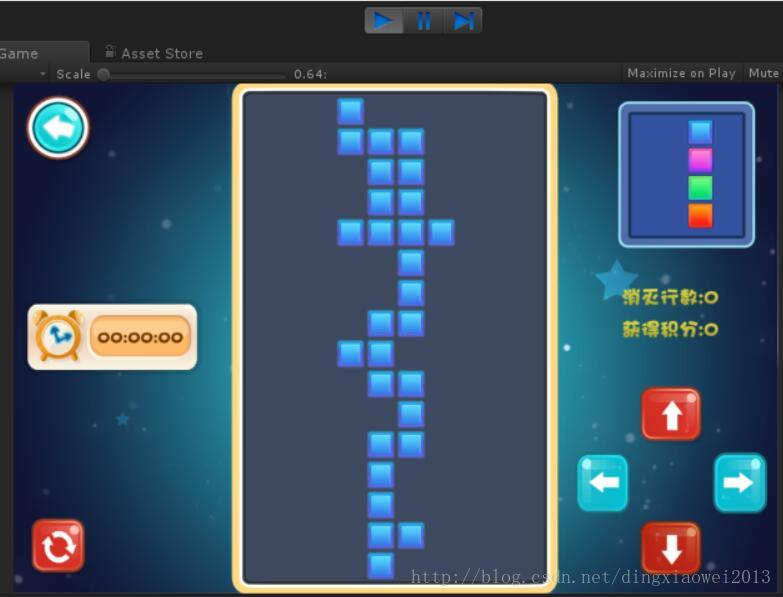 Game
Asset Store
Scale
0.64:
Maximize on Play
Mute
00:00:00
消灭行数:0
获得积分:0
http://blog.csdn.net/dingxiaowei2013